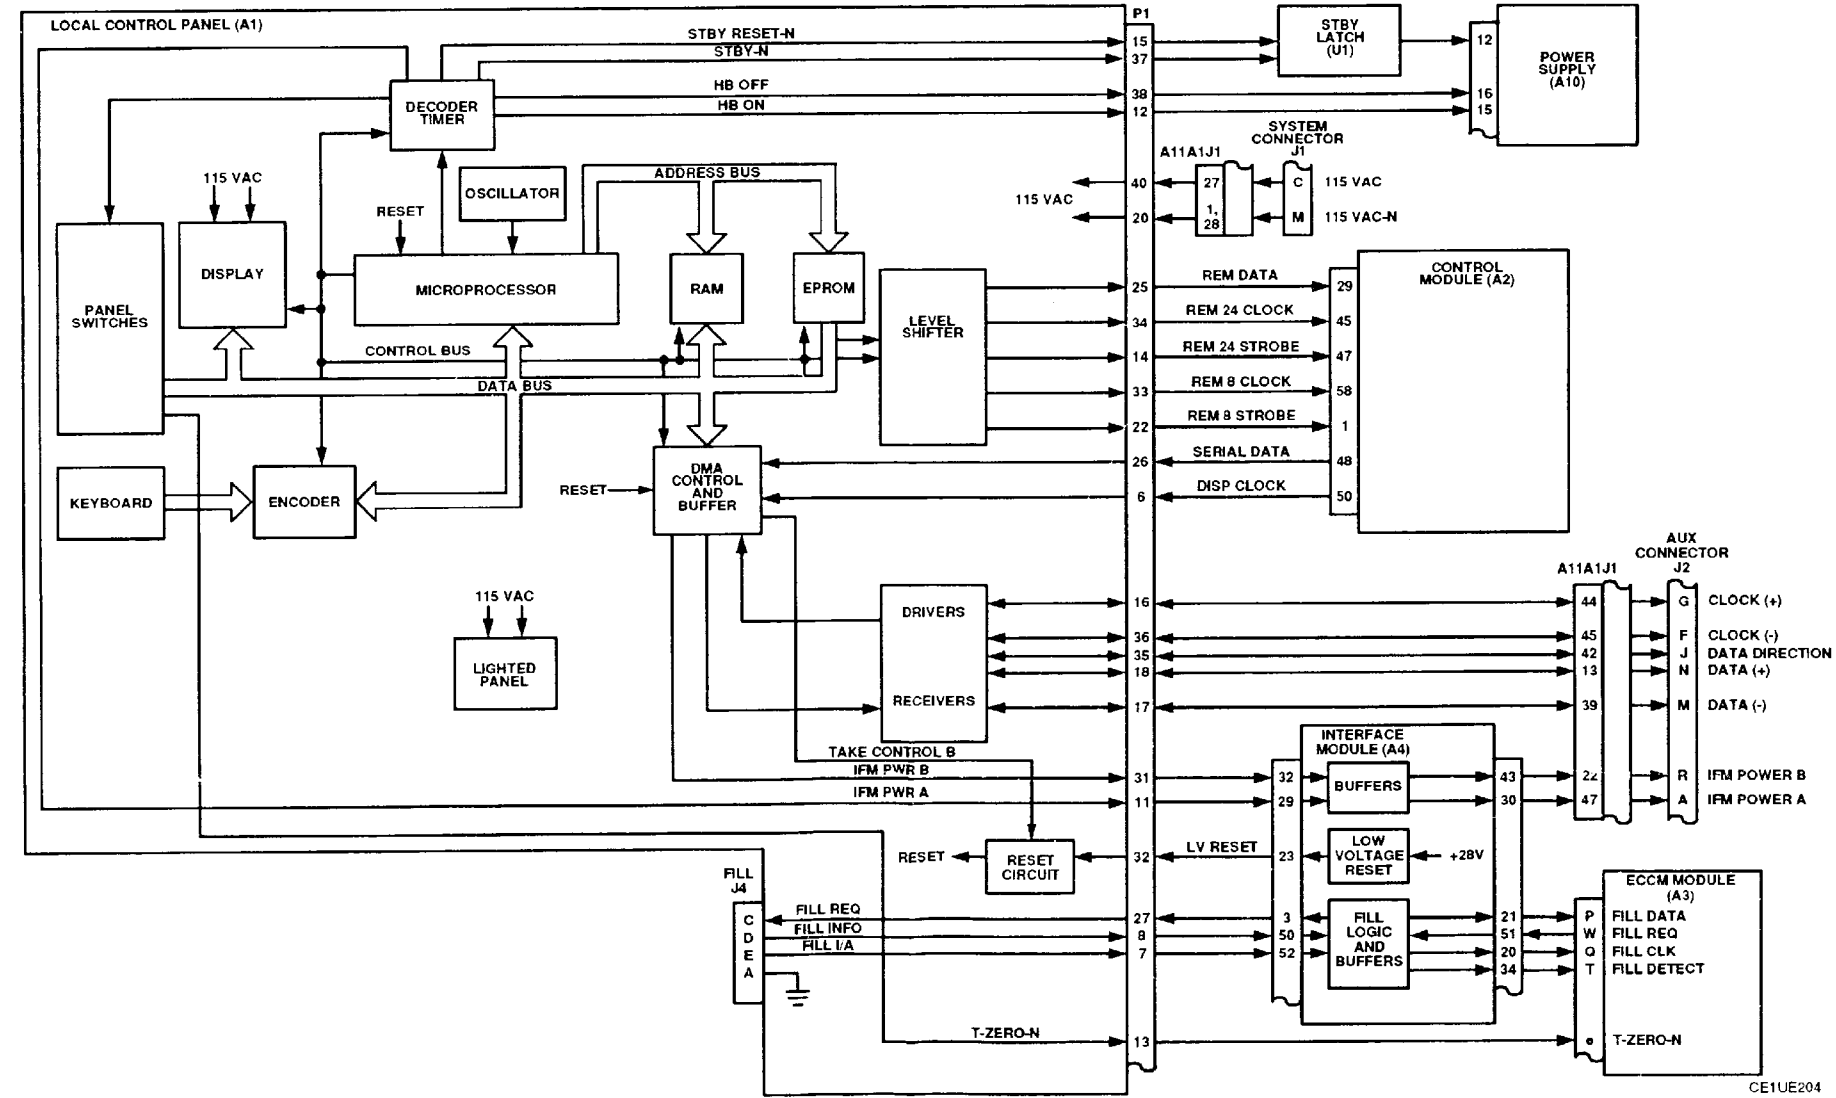 LOCAL CONTROL PANEL (A1)
P1
STBY RESET-N
15
STBY-N
37
STBY
LATCH
(U1)
12
POWER
SUPPLY
(A10)
HB OFF
38
16
HB ON
12
15
DECODER
TIMER
SYSTEM
CONNECTOR
A11A1J1
J1
115 VAC
OSCILLATOR
ADDRESS BUS
RESET
115 VAC
40
27
C
115 VAC
20
1,
28
M
115 VAC-N
PANEL
SWITCHES
DISPLAY
MICROPROCESSOR
RAM
EPROM
LEVEL
SHIFTER
CONTROL
MODULE (A2)
25
REM DATA
29
34
REM 24 CLOCK
45
14
REM 24 STROBE
47
33
REM 8 CLOCK
58
22
REM 8 STROBE
1
26
SERIAL DATA
48
6
DISP CLOCK
50
CONTROL BUS
DATA BUS
KEYBOARD
ENCODER
RESET
DMA
CONTROL
AND
BUFFER
115 VAC
LIGHTED
PANEL
DRIVERS
RECEIVERS
AUX
CONNECTOR
A11A1J1
J2
16
44
G
CLOCK (+)
36
45
F
CLOCK (-)
35
42
J
DATA DIRECTION
18
13
N
DATA (+)
17
39
M
DATA (-)
INTERFACE
MODULE (A4)
TAKE CONTROL B
IFM PWR B
31
32
BUFFERS
43
22
R
IFM POWER B
IFM PWR A
11
29
30
47
A
IFM POWER A
RESET
RESET
CIRCUIT
32
LV RESET
23
LOW
VOLTAGE
RESET
+28V
FILL
J4
ECCM MODULE
(A3)
C
FILL REQ
27
3
FILL
LOGIC
AND
BUFFERS
21
P
FILL DATA
D
FILL INFO
8
50
51
W
FILL REQ
E
FILL I/A
7
52
20
Q
FILL CLK
A
34
T
FILL DETECT
T-ZERO-N
13
e
T-ZERO-N
CE1UE204